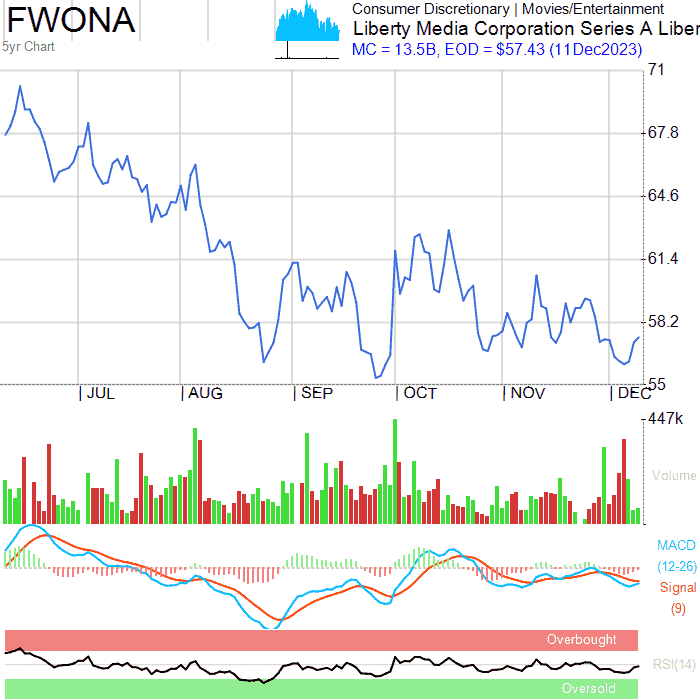 FWONA
5yr Chart
Consumer Discretionary | Movies/Entertainment
Liberty Media Corporation Series A Liber
MC = 13.5B, EOD = $57.43 (11Dec2023)
71
67.8
64.6
61.4
58.2
55
| JUL | AUG | SEP | OCT | NOV | DEC
447k
Volume
MACD
(12-26)
Signal
(9)
Overbought
RSI(14)
Oversold